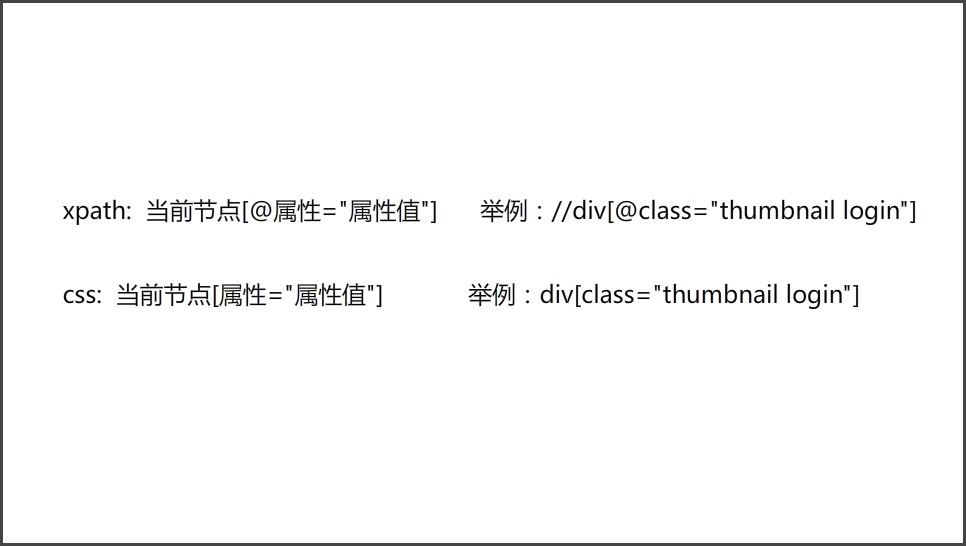 xpath: 当前节点[@属性="属性值"] 举例：//div[@class="thumbnail login"]
css: 当前节点[属性="属性值"] 举例：div[class="thumbnail login"]